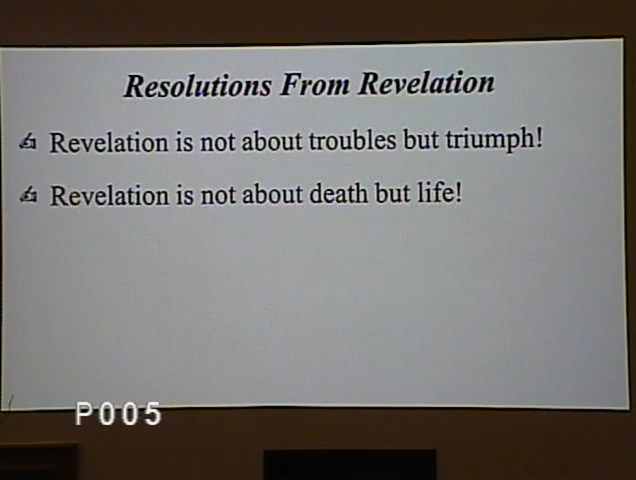 Resolutions From Revelation
Revelation is not about troubles but triumph!
Revelation is not about death but life!
P005